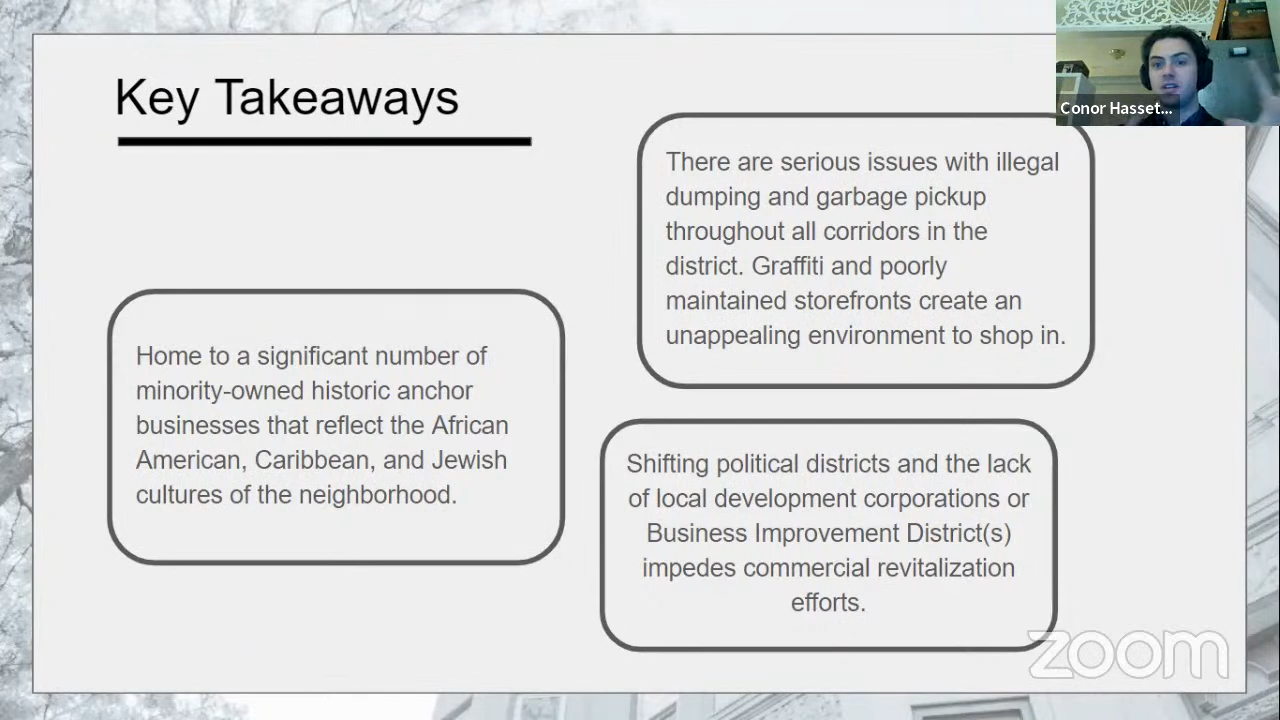 Key Takeaways
Conor Hasset...
There are serious issues with illegal
dumping and garbage pickup
throughout all corridors in the
district. Graffiti and poorly
maintained storefronts create an
unappealing environment to shop in.
Home to a significant number of
minority-owned historic anchor
businesses that reflect the African
American, Caribbean, and Jewish
cultures of the neighborhood.
Shifting political districts and the lack
of local development corporations or
Business Improvement District(s)
impedes commercial revitalization
efforts.
zoom